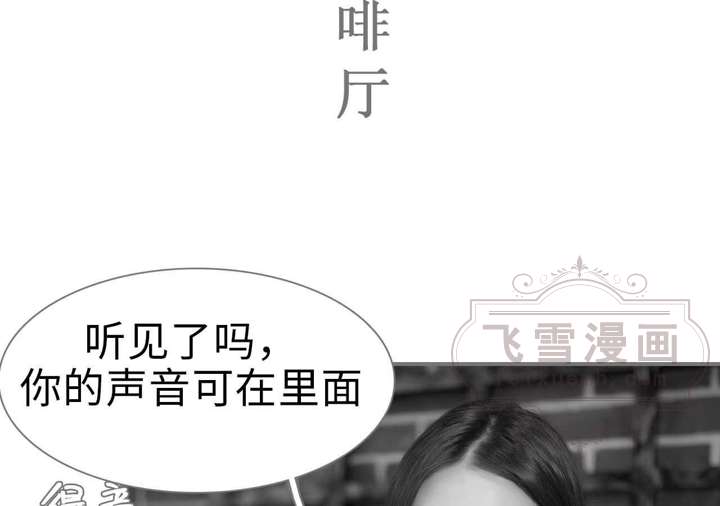 啡
厅
飞雪漫画
听见了吗，
你的声音可在里面